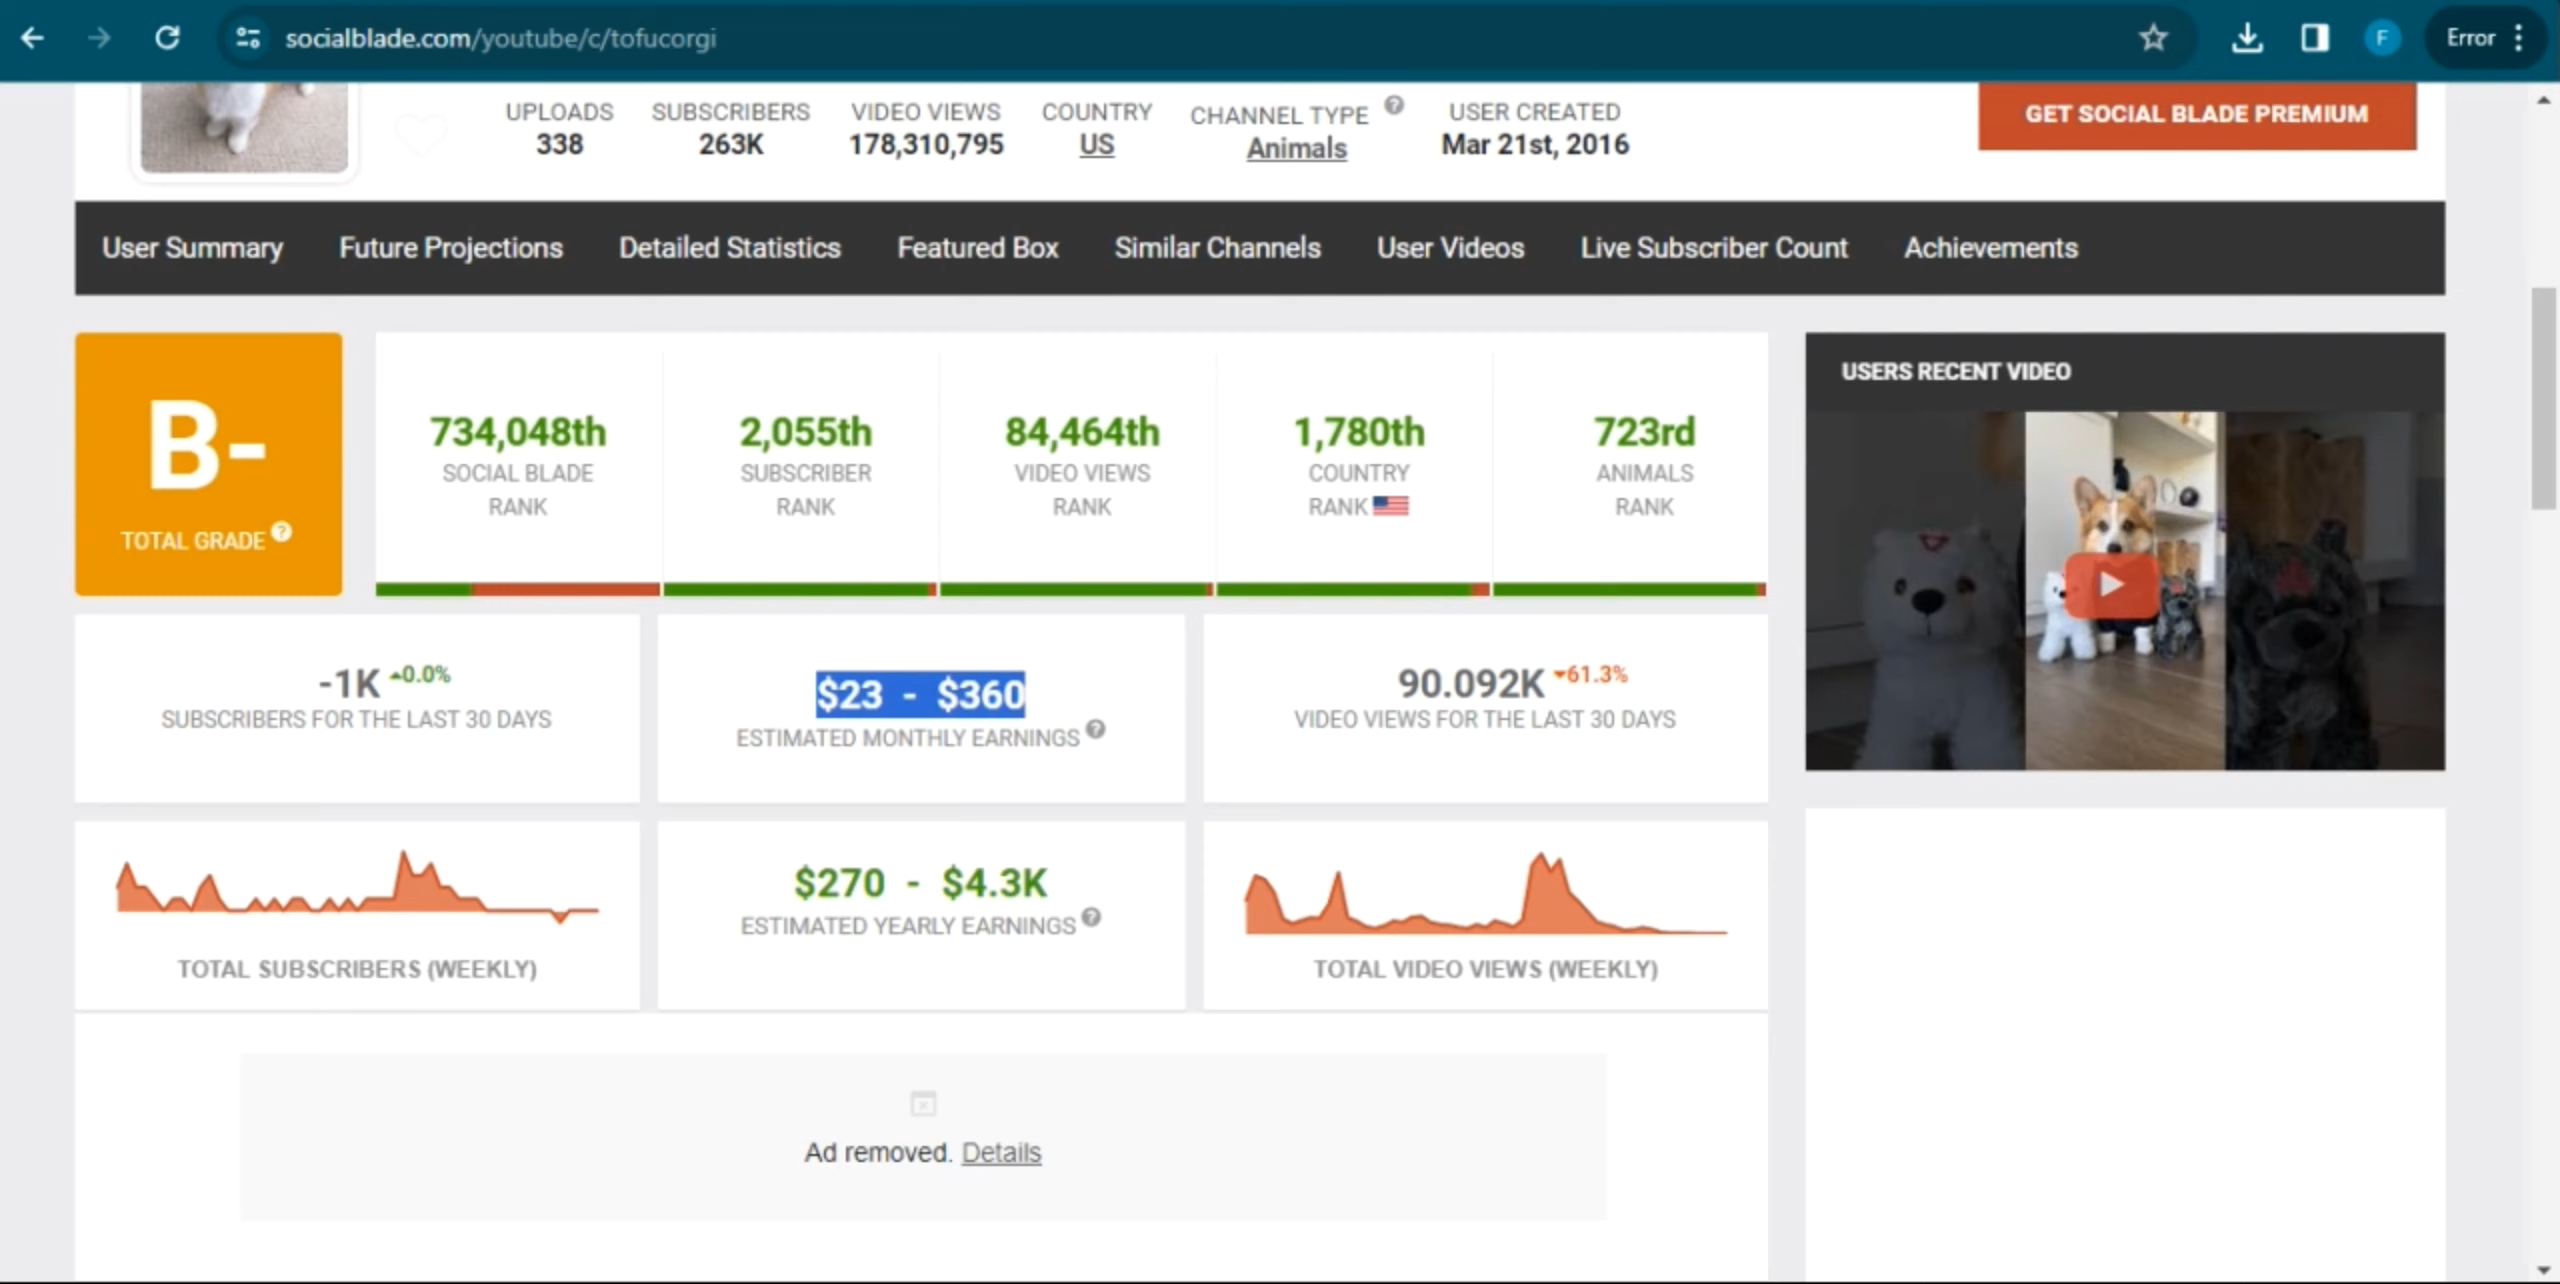 socialblade.com/youtube/c/tofucorgi
F
Error
UPLOADS
338
SUBSCRIBERS
263K
VIDEO VIEWS
178,310,795
COUNTRY
US
CHANNEL TYPE ?
Animals
USER CREATED
Mar 21st, 2016
GET SOCIAL BLADE PREMIUM
User Summary
Future Projections
Detailed Statistics
Featured Box
Similar Channels
User Videos
Live Subscriber Count
Achievements
B-
TOTAL GRADE ?
734,048th
SOCIAL BLADE
RANK
2,055th
SUBSCRIBER
RANK
84,464th
VIDEO VIEWS
RANK
1,780th
COUNTRY
RANK
723rd
ANIMALS
RANK
USERS RECENT VIDEO
-1K 0.0%
SUBSCRIBERS FOR THE LAST 30 DAYS
$23 - $360
ESTIMATED MONTHLY EARNINGS ?
90.092K 61.3%
VIDEO VIEWS FOR THE LAST 30 DAYS
TOTAL SUBSCRIBERS (WEEKLY)
$270 - $4.3K
ESTIMATED YEARLY EARNINGS ?
TOTAL VIDEO VIEWS (WEEKLY)
Ad removed. Details